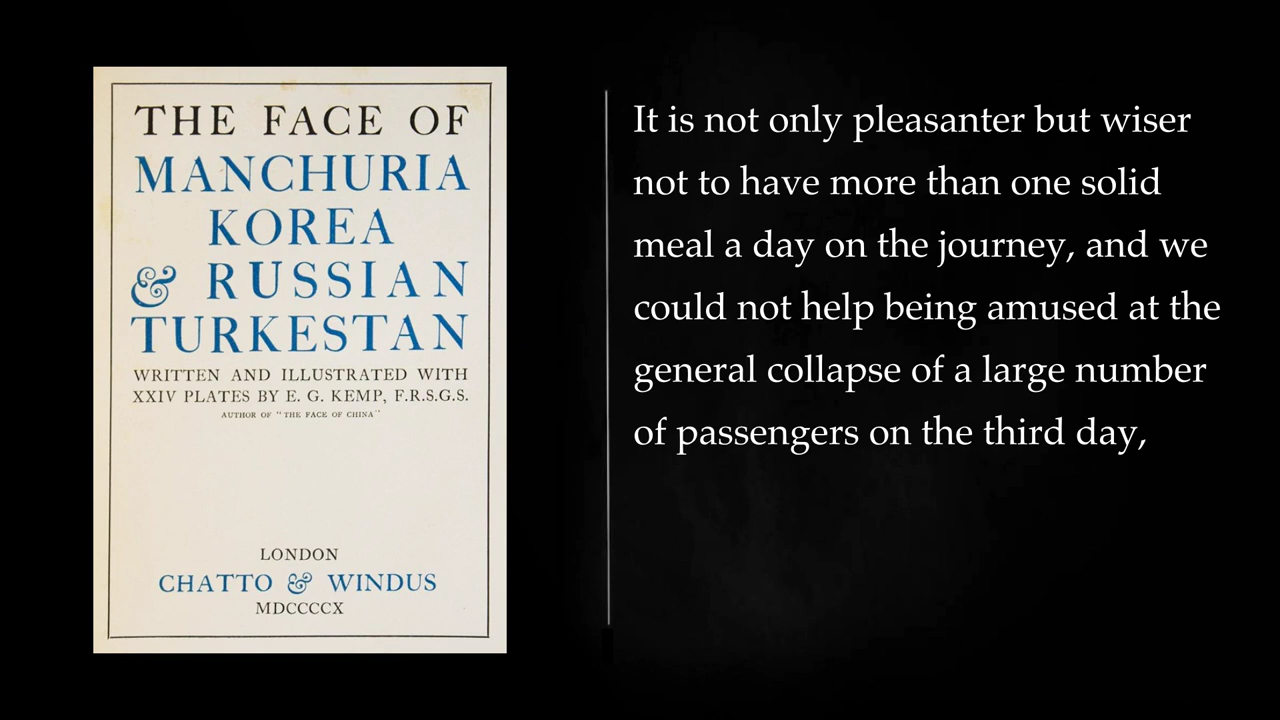 THE FACE OF
MANCHURIA
KOREA
& RUSSIAN
TURKESTAN
WRITTEN AND ILLUSTRATED WITH
XXIV PLATES BY E. G. KEMP, F.R.S.G.S.
AUTHOR OF "THE FACE OF CHINA"
LONDON
CHATTO & WINDUS
MDCCCCX
It is not only pleasanter but wiser
not to have more than one solid
meal a day on the journey, and we
could not help being amused at the
general collapse of a large number
of passengers on the third day,